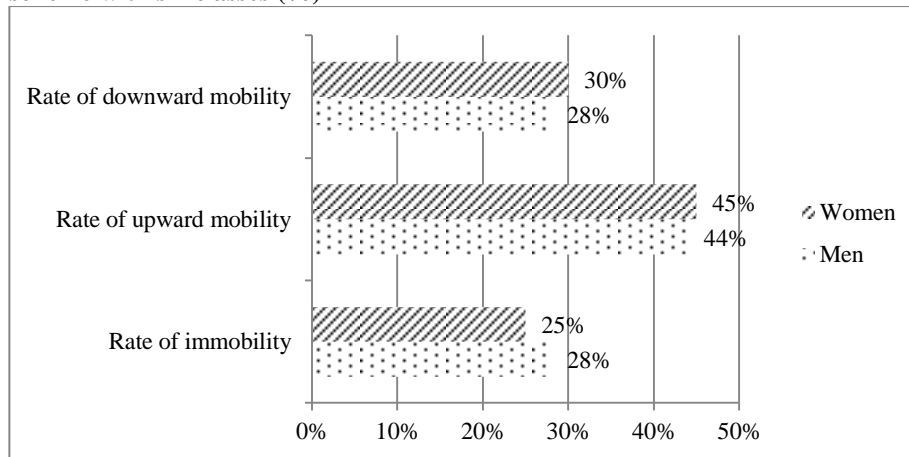 Rate of downward mobility
30%
28%
Rate of upward mobility
45%
44%
Women
Men
Rate of immobility
25%
28%
0% 10% 20% 30% 40% 50%